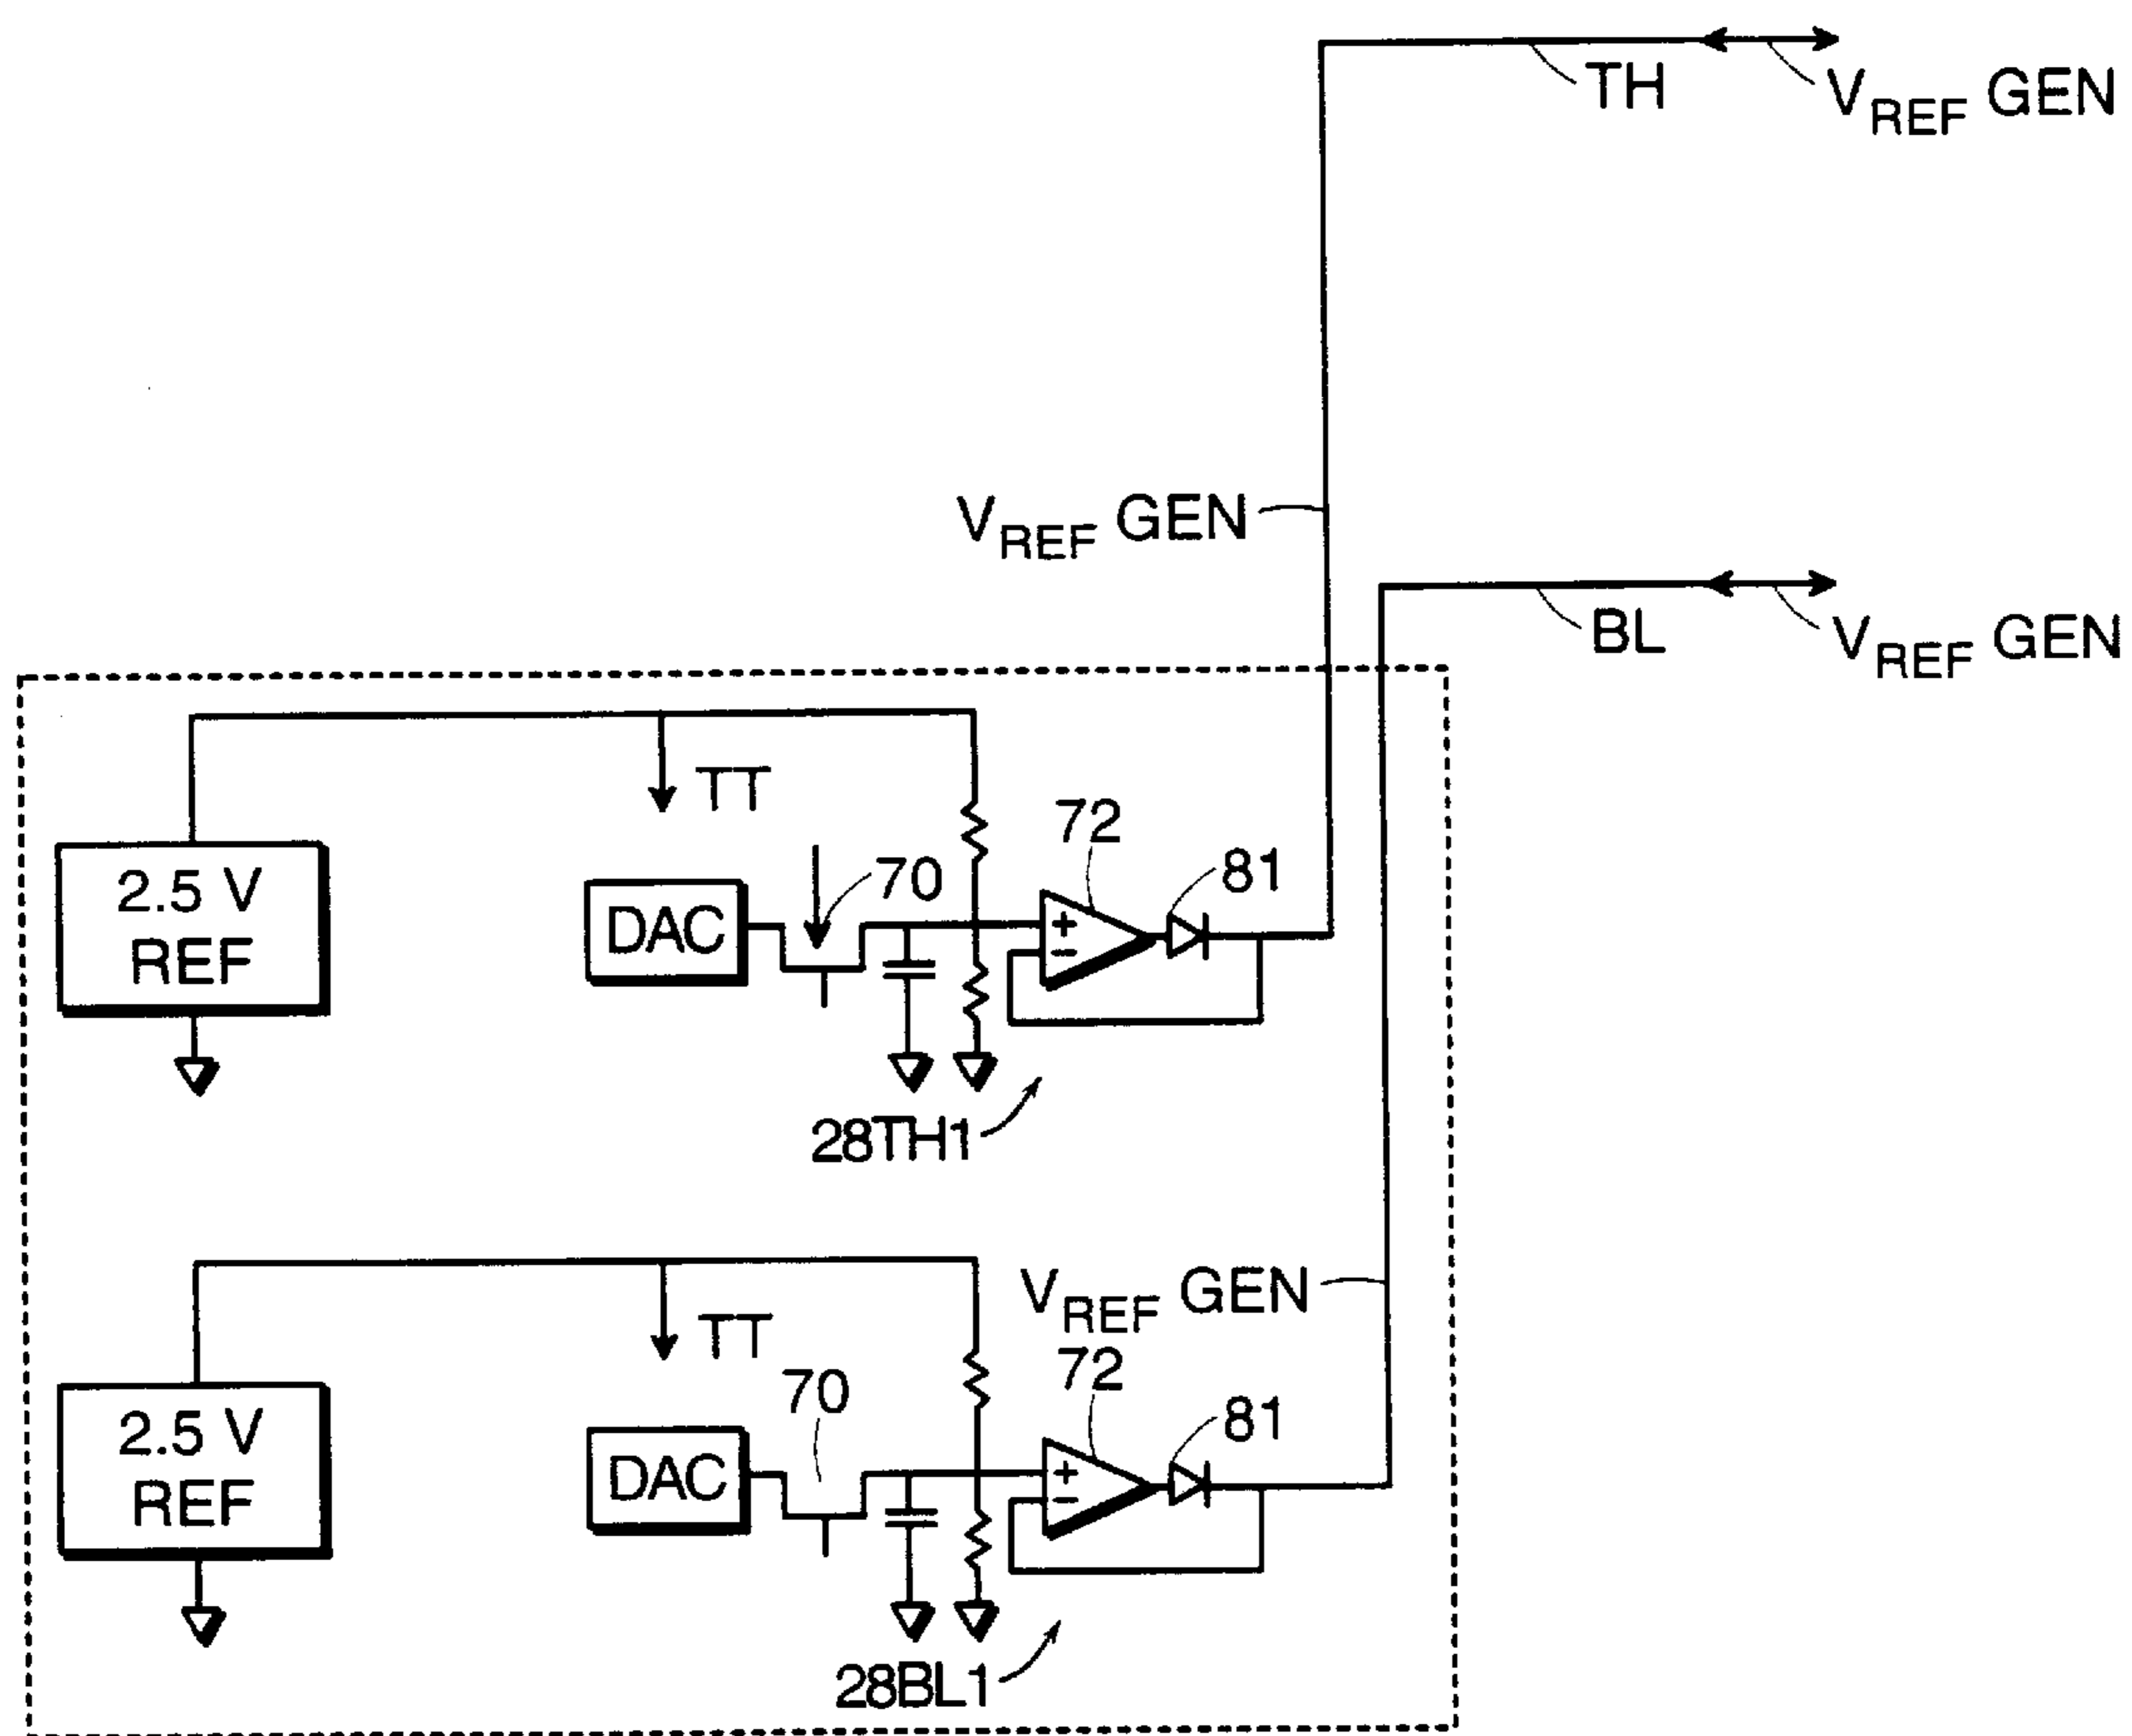 TH
V_REF GEN
V_REF GEN
BL
V_REF GEN
TT
72
2.5 V
REF
70
81
DAC
+
−
28TH1
V_REF GEN
TT
72
70
2.5 V
REF
81
DAC
+
−
28BL1